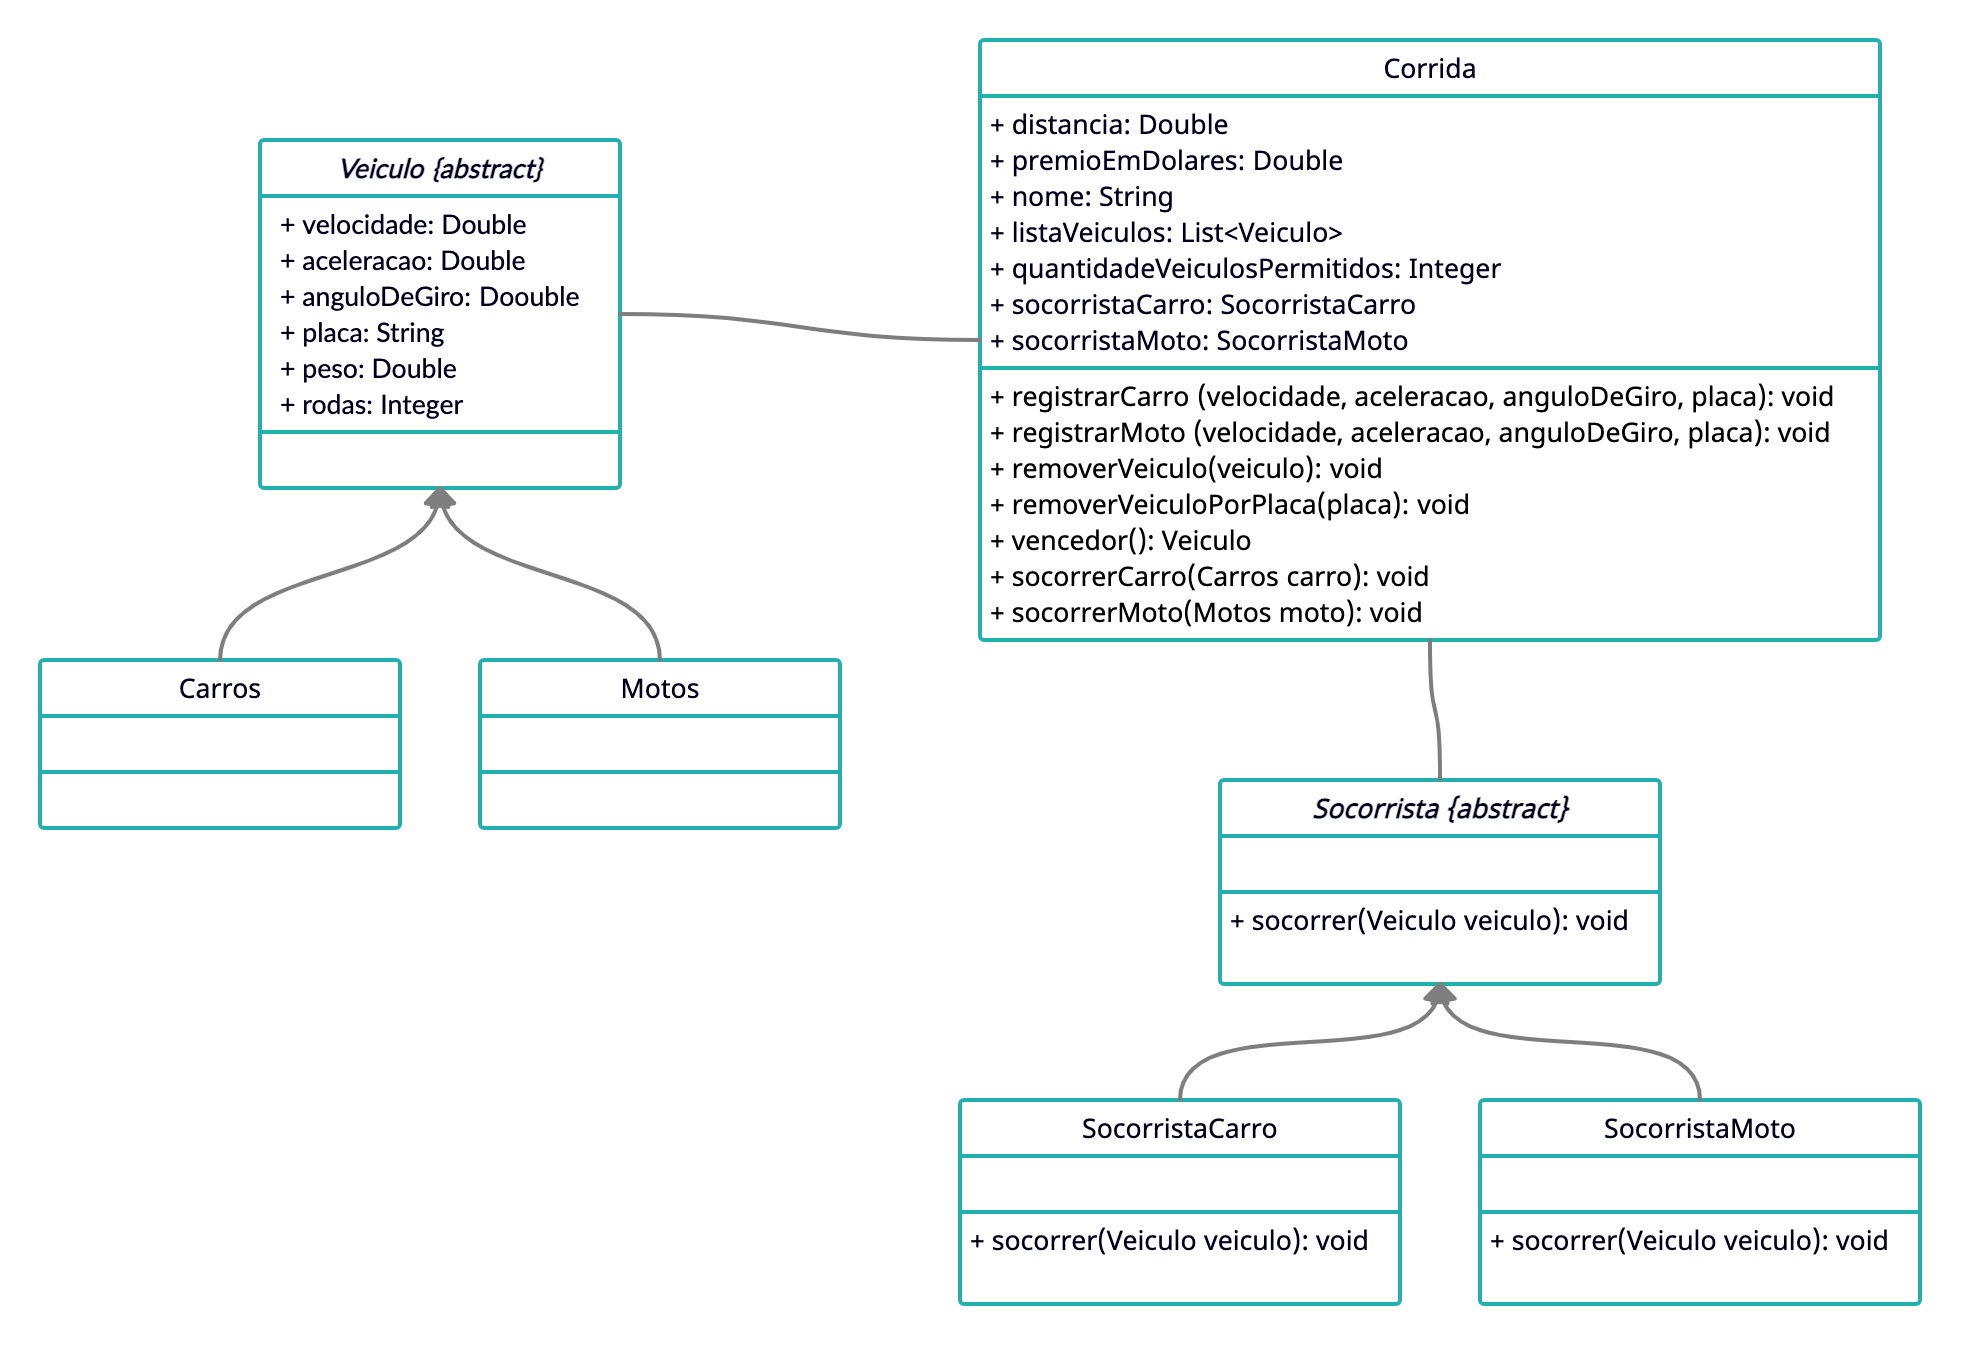 Veiculo {abstract}
+ velocidade: Double
+ aceleracao: Double
+ anguloDeGiro: Doouble
+ placa: String
+ peso: Double
+ rodas: Integer
Corrida
+ distancia: Double
+ premioEmDolares: Double
+ nome: String
+ listaVeiculos: List<Veiculo>
+ quantidadeVeiculosPermitidos: Integer
+ socorristaCarro: SocorristaCarro
+ socorristaMoto: SocorristaMoto
+ registrarCarro (velocidade, aceleracao, anguloDeGiro, placa): void
+ registrarMoto (velocidade, aceleracao, anguloDeGiro, placa): void
+ removerVeiculo(veiculo): void
+ removerVeiculoPorPlaca(placa): void
+ vencedor(): Veiculo
+ socorrerCarro(Carros carro): void
+ socorrerMoto(Motos moto): void
Carros
Motos
Socorrista {abstract}
+ socorrer(Veiculo veiculo): void
SocorristaCarro
+ socorrer(Veiculo veiculo): void
SocorristaMoto
+ socorrer(Veiculo veiculo): void